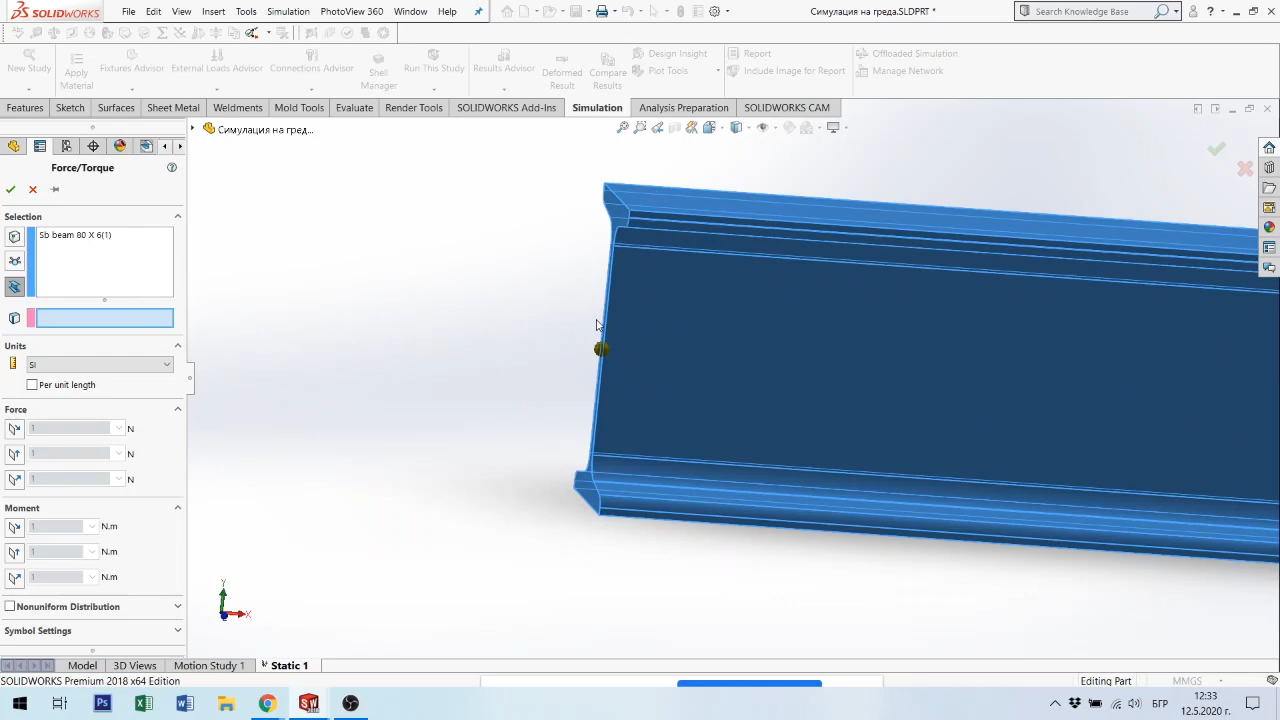 SOLIDWORKS
File Edit View Insert Tools Simulation PhotoView 360 Window Help
Симулация на греда.SLDPRT *
Search Knowledge Base
New Study
Apply Material
Fixtures Advisor
External Loads Advisor
Connections Advisor
Shell Manager
Run This Study
Results Advisor
Deformed Result
Compare Results
Design Insight
Plot Tools
Report
Include Image for Report
Offloaded Simulation
Manage Network
Features Sketch Surfaces Sheet Metal Weldments Mold Tools Evaluate Render Tools SOLIDWORKS Add-Ins Simulation Analysis Preparation SOLIDWORKS CAM
Симулация на гред...
Force/Torque
Selection
Sb beam 80 X 6(1)
Units
SI
Per unit length
Force
1 N
1 N
1 N
Moment
1 N.m
1 N.m
1 N.m
Nonuniform Distribution
Symbol Settings
Y
X
Model 3D Views Motion Study 1 Static 1
SOLIDWORKS Premium 2018 x64 Edition
Editing Part
MMGS
БГР
12:33
12.5.2020 г.